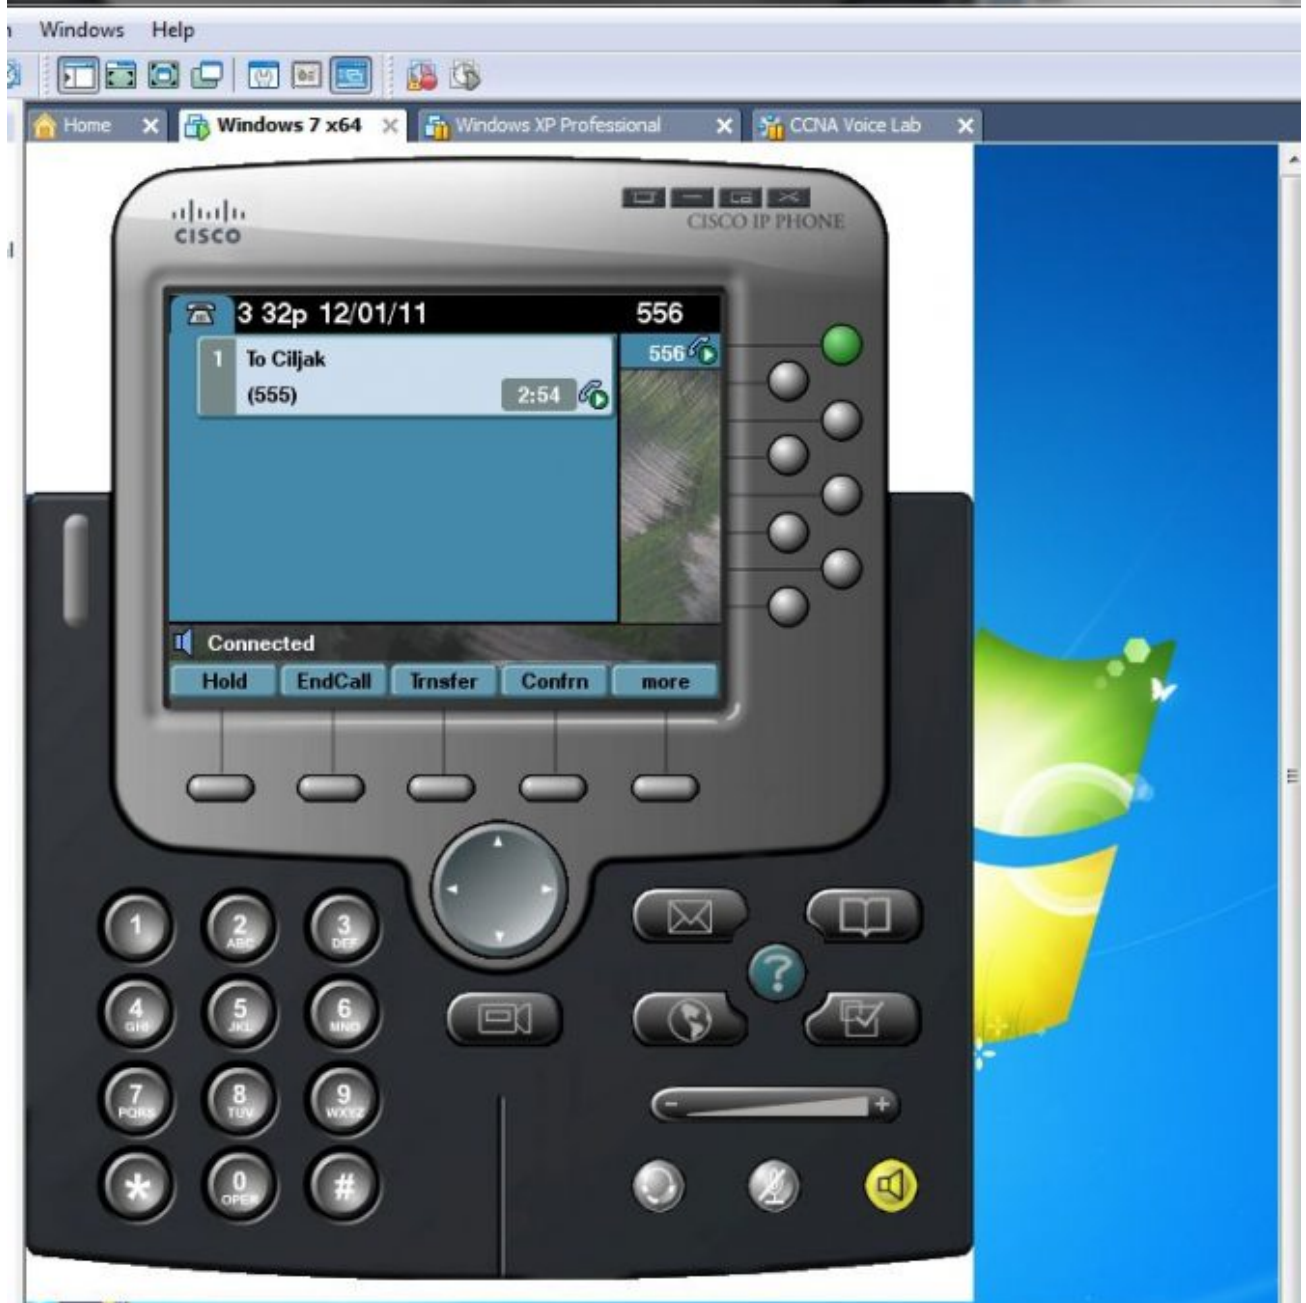 Windows Help
Home Windows 7 x64 Windows XP Professional CCNA Voice Lab
CISCO
CISCO IP PHONE
3 32p 12/01/11 556
1 To Ciljak
(555) 2:54
556
Connected
Hold EndCall Trnsfer Confrn more
1 2 ABC 3 DEF
4 GHI 5 JKL 6 MNO
?
7 PQRS 8 TUV 9 WXYZ
- +
* 0 OPER #